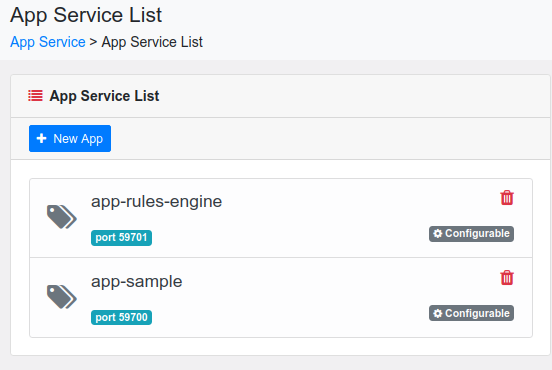 App Service List
App Service > App Service List
App Service List
New App
app-rules-engine
port 59701
Configurable
app-sample
port 59700
Configurable